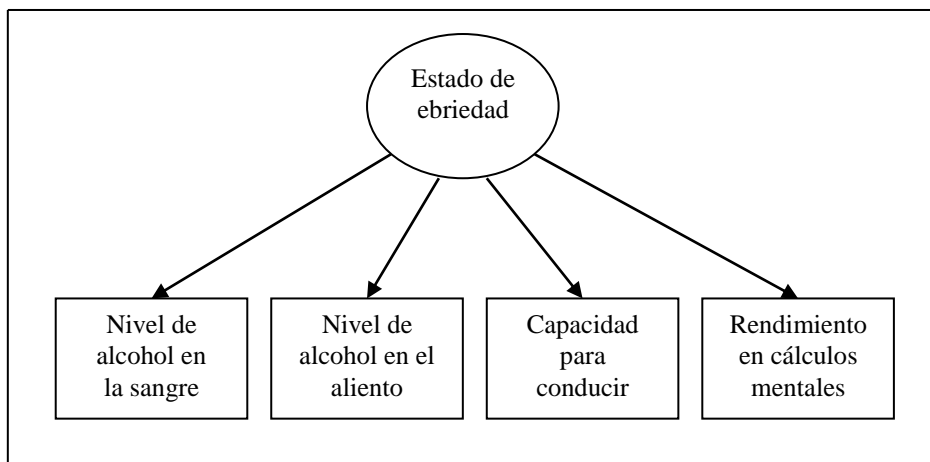 Estado de
ebriedad
Nivel de
alcohol en
la sangre
Nivel de
alcohol en el
aliento
Capacidad
para
conducir
Rendimiento
en cálculos
mentales